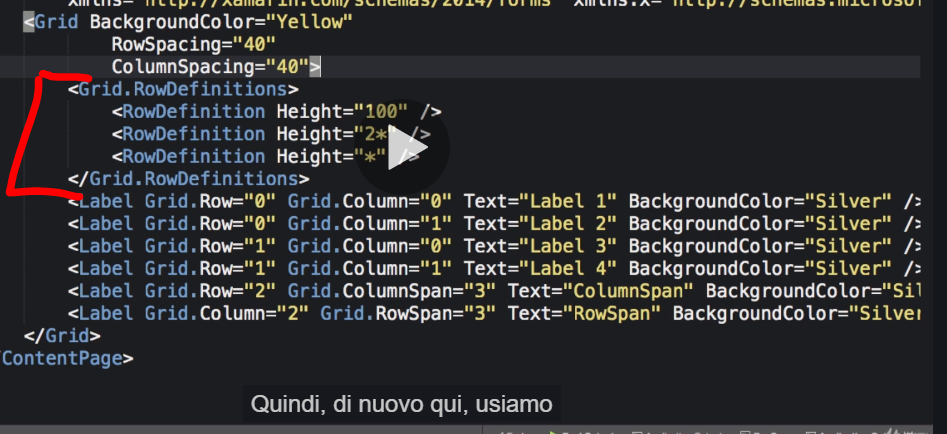 xmlns="http://xamarin.com/schemas/2014/forms" xmlns:x="http://schemas.microsof
<Grid BackgroundColor="Yellow"
RowSpacing="40"
ColumnSpacing="40">
<Grid.RowDefinitions>
<RowDefinition Height="100" />
<RowDefinition Height="2*" />
<RowDefinition Height="*" />
</Grid.RowDefinitions>
<Label Grid.Row="0" Grid.Column="0" Text="Label 1" BackgroundColor="Silver" />
<Label Grid.Row="0" Grid.Column="1" Text="Label 2" BackgroundColor="Silver" />
<Label Grid.Row="1" Grid.Column="0" Text="Label 3" BackgroundColor="Silver" />
<Label Grid.Row="1" Grid.Column="1" Text="Label 4" BackgroundColor="Silver" />
<Label Grid.Row="2" Grid.ColumnSpan="3" Text="ColumnSpan" BackgroundColor="Sil
<Label Grid.Column="2" Grid.RowSpan="3" Text="RowSpan" BackgroundColor="Silver
</Grid>
ContentPage>
Quindi, di nuovo qui, usiamo